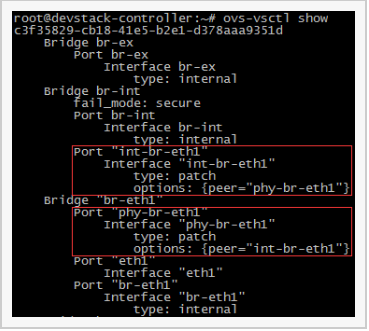 root@devstack-controller:~# ovs-vsctl show
c3f35829-cb18-41e5-b2e1-d378aaa9351d
Bridge br-ex
Port br-ex
Interface br-ex
type: internal
Bridge br-int
fail_mode: secure
Port br-int
Interface br-int
type: internal
Port "int-br-eth1"
Interface "int-br-eth1"
type: patch
options: {peer="phy-br-eth1"}
Bridge "br-eth1"
Port "phy-br-eth1"
Interface "phy-br-eth1"
type: patch
options: {peer="int-br-eth1"}
Port "eth1"
Interface "eth1"
Port "br-eth1"
Interface "br-eth1"
type: internal